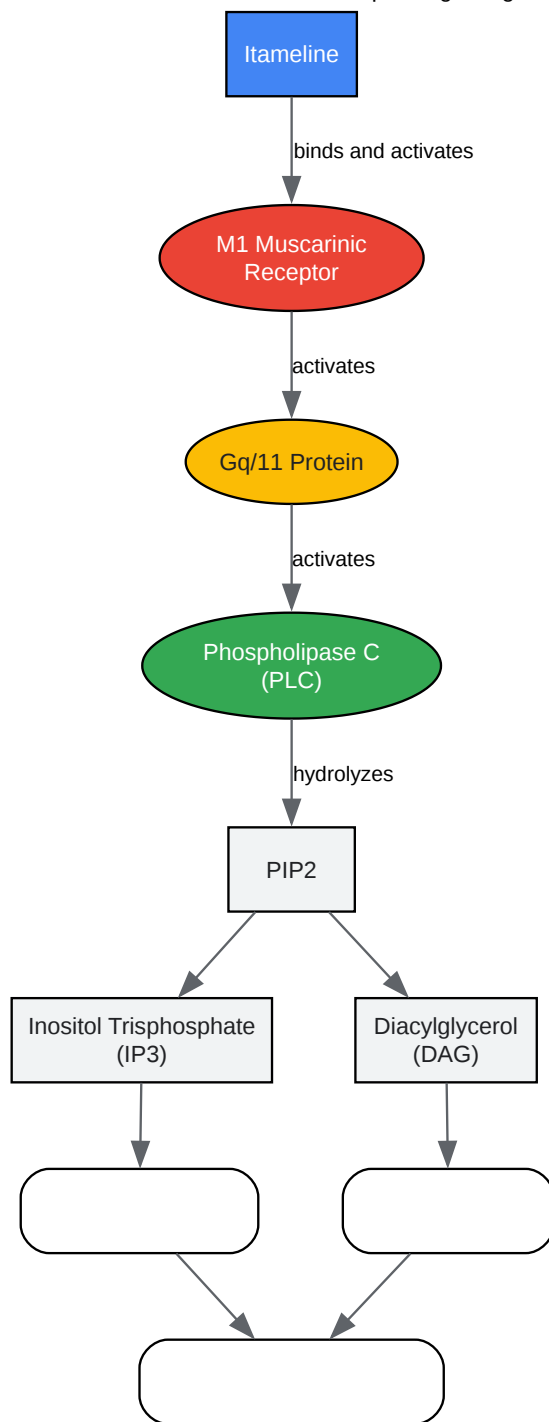 Itameline
binds and activates
M1 Muscarinic
Receptor
activates
Gq/11 Protein
activates
Phospholipase C
(PLC)
hydrolyzes
PIP2
Inositol Trisphosphate
(IP3)
Diacylglycerol
(DAG)